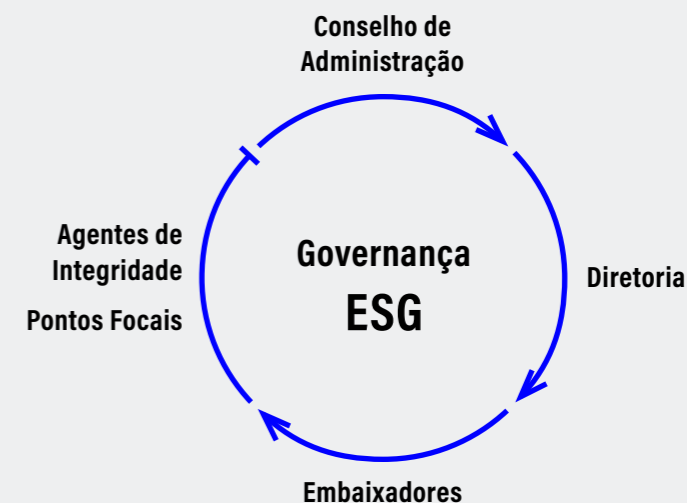 Conselho de
Administração
Agentes de
Integridade
Pontos Focais
Governança
ESG
Diretoria
Embaixadores